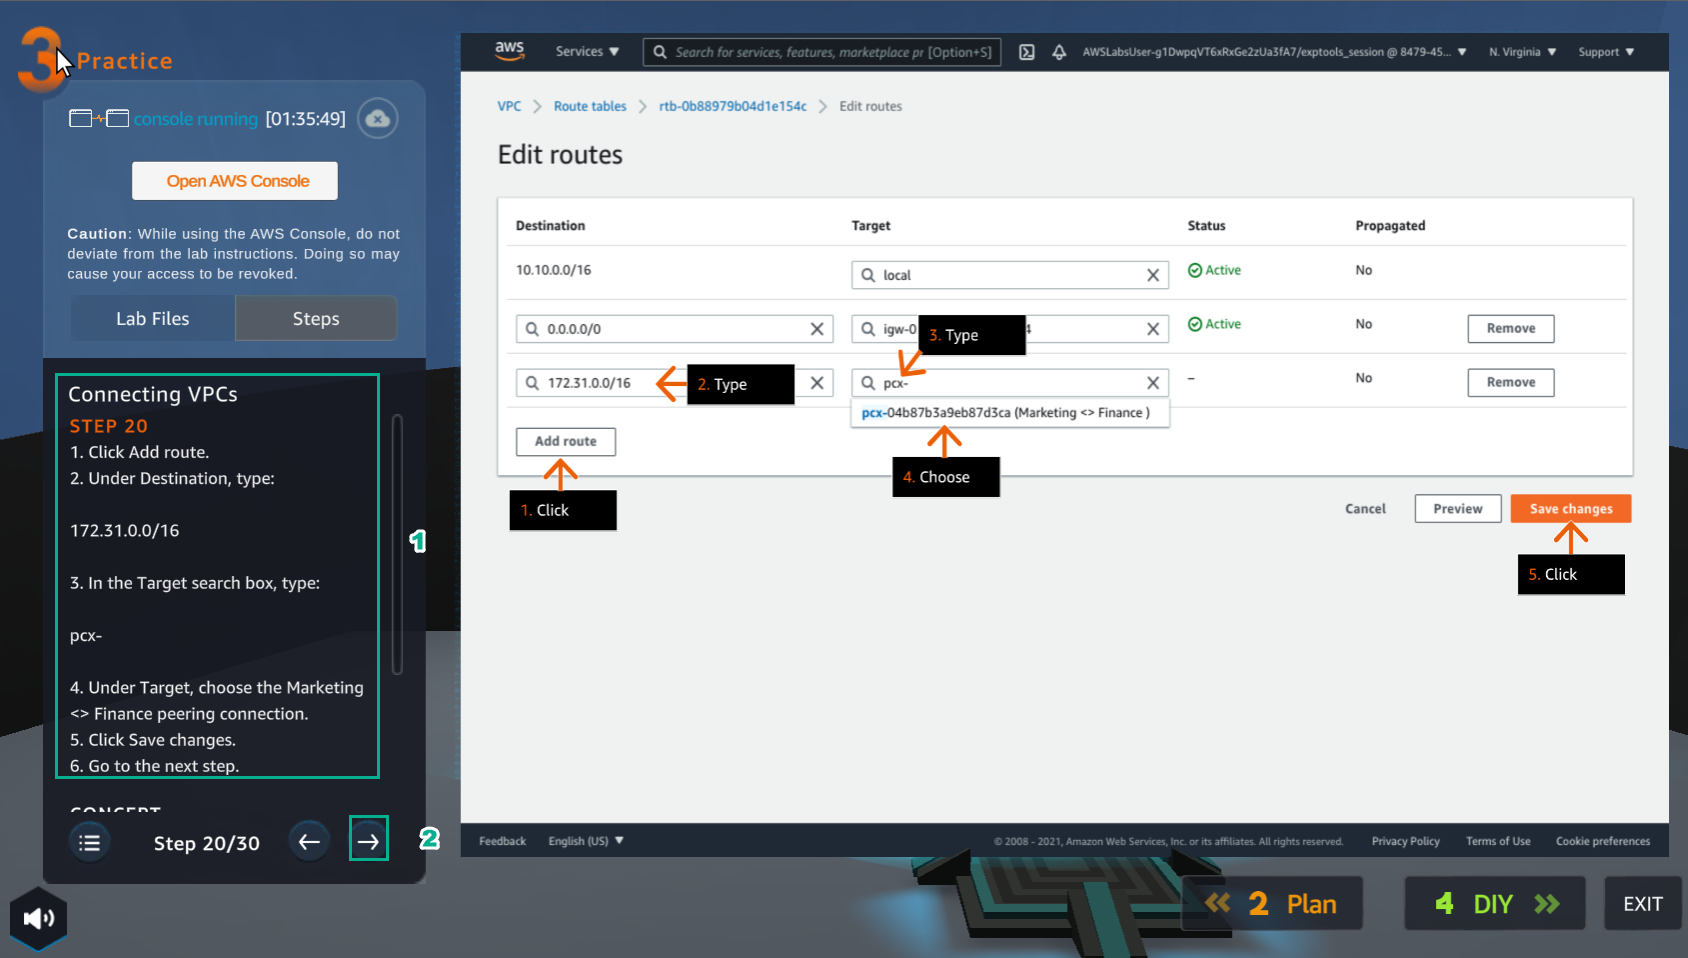 3 Practice
console running [01:35:49]
Open AWS Console
Caution: While using the AWS Console, do not
deviate from the lab instructions. Doing so may
cause your access to be revoked.
Lab Files
Steps
Connecting VPCs
STEP 20
1. Click Add route.
2. Under Destination, type:
172.31.0.0/16
3. In the Target search box, type:
pcx-
4. Under Target, choose the Marketing
<> Finance peering connection.
5. Click Save changes.
6. Go to the next step.
CONCEPT
1
Step 20/30
2
aws
Services
Search for services, features, marketplace pr [Option+S]
AWSLabsUser-g1DwpqVT6xRxGe2zUa3fA7/exptools_session @ 8479-45...
N. Virginia
Support
VPC > Route tables > rtb-0b88979b04d1e154c > Edit routes
Edit routes
Destination Target Status Propagated
10.10.0.0/16 local Active No
0.0.0.0/0 igw-0 4 Active No Remove
3. Type
172.31.0.0/16 pcx- – No Remove
2. Type
pcx-04b87b3a9eb87d3ca (Marketing <> Finance )
Add route
4. Choose
1. Click
Cancel Preview Save changes
5. Click
Feedback English (US)
© 2008 - 2021, Amazon Web Services, Inc. or its affiliates. All rights reserved. Privacy Policy Terms of Use Cookie preferences
2 Plan
4 DIY
EXIT